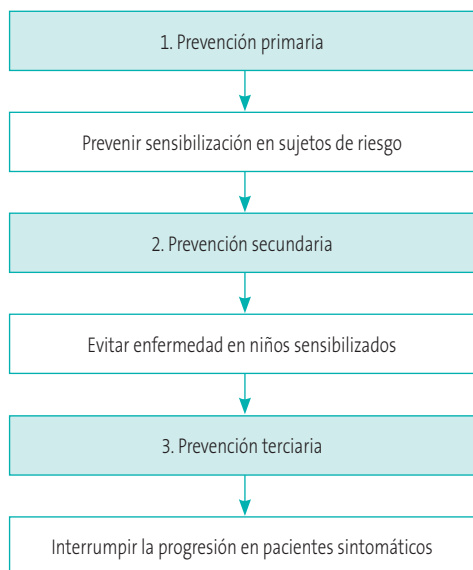 1. Prevención primaria
Prevenir sensibilización en sujetos de riesgo
2. Prevención secundaria
Evitar enfermedad en niños sensibilizados
3. Prevención terciaria
Interrumpir la progresión en pacientes sintomáticos